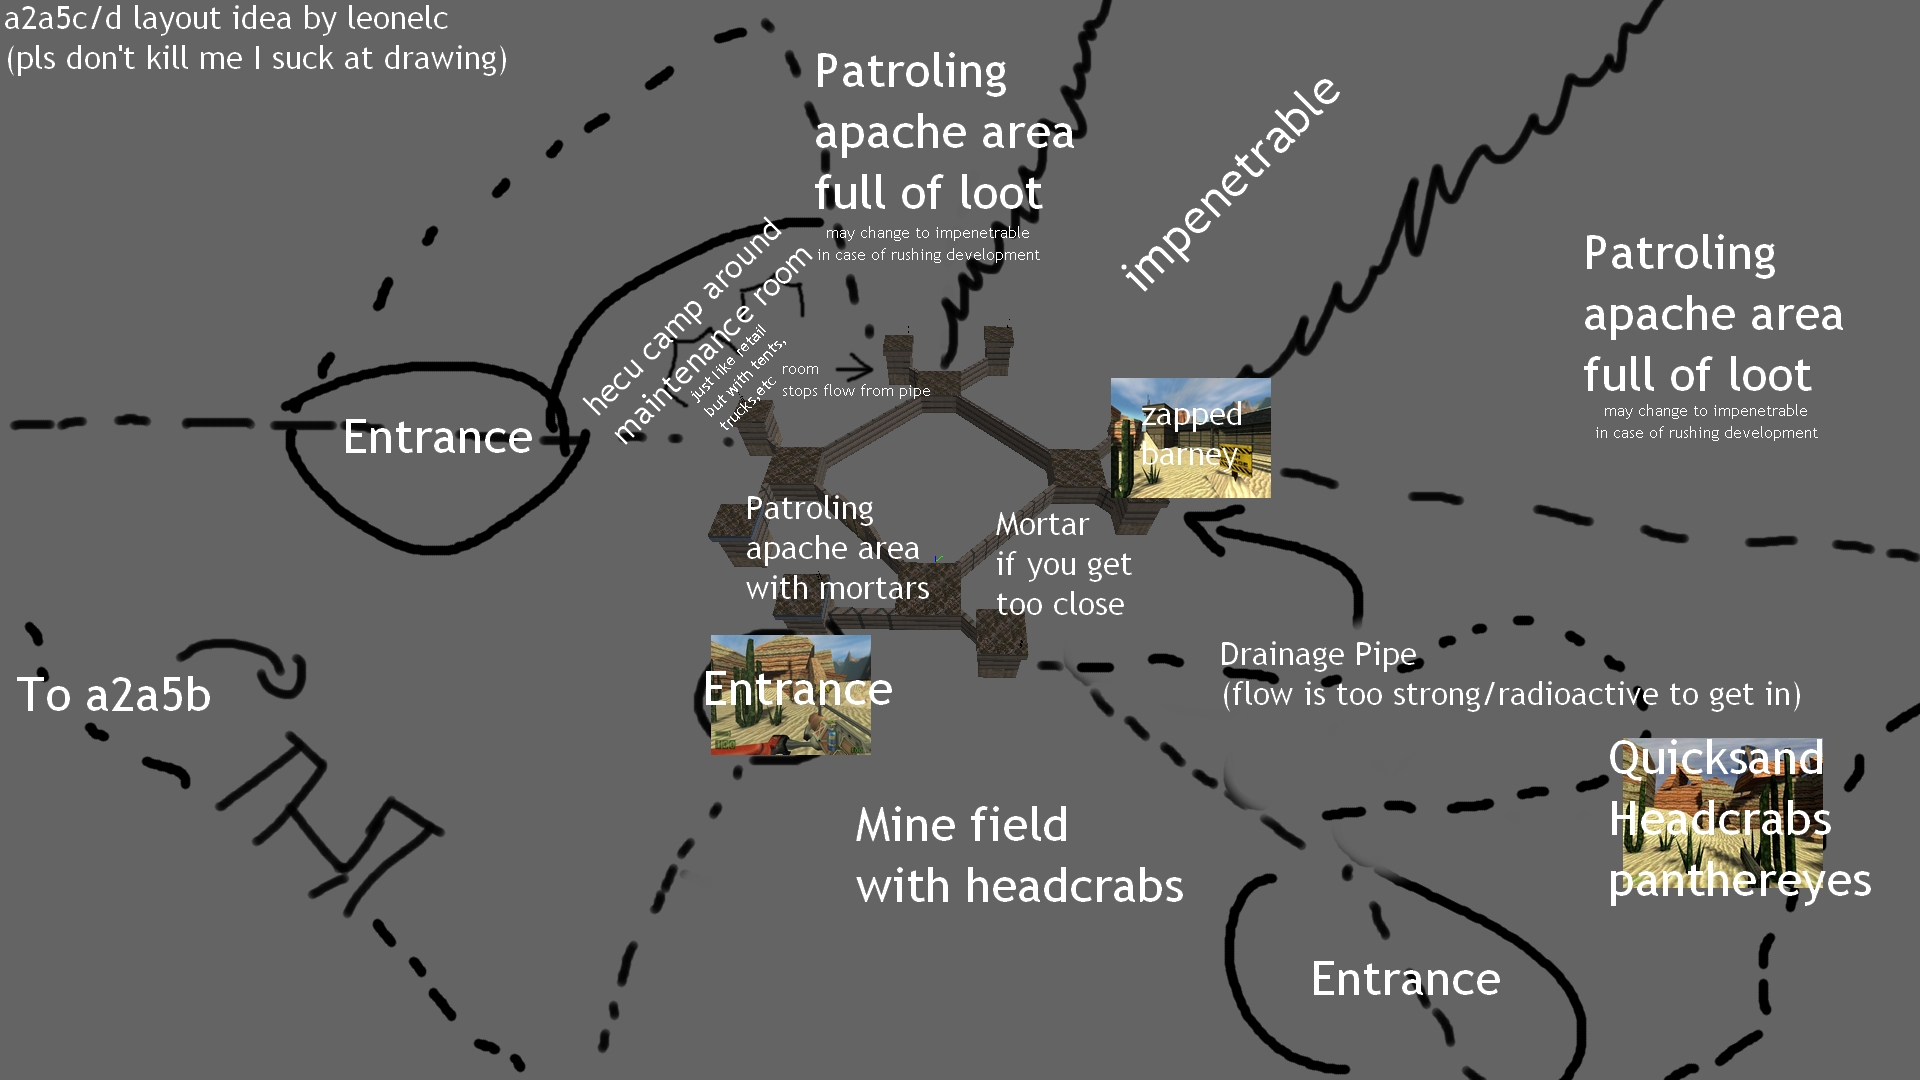 a2a5c/d layout idea by leonelc
(pls don't kill me I suck at drawing)
Patroling
apache area
full of loot
may change to impenetrable
in case of rushing development
impenetrable
Patroling
apache area
full of loot
may change to impenetrable
in case of rushing development
hecu camp around
maintenance room
just like retail
but with tents,
trucks,etc
room
stops flow from pipe
Entrance
zapped
barney
Patroling
apache area
with mortars
Mortar
if you get
too close
To a2a5b
Entrance
Drainage Pipe
(flow is too strong/radioactive to get in)
Quicksand
Headcrabs
panthereyes
Mine field
with headcrabs
Entrance